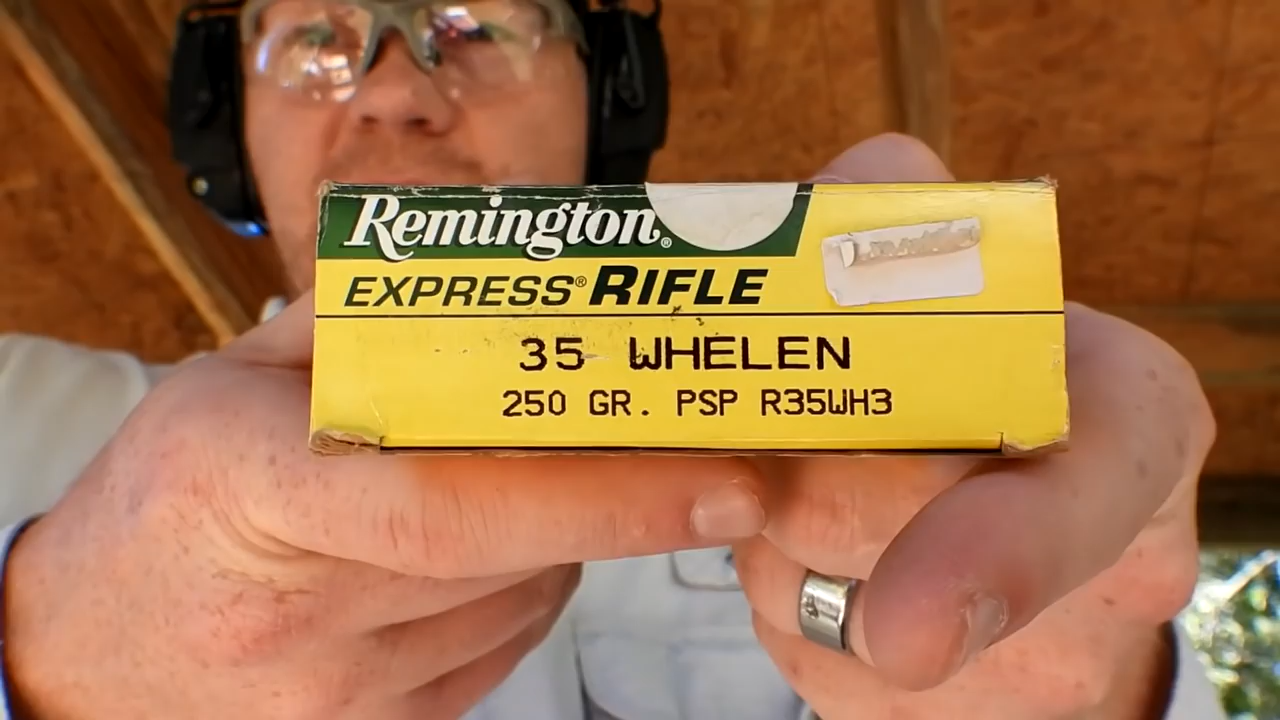 Remington®
EXPRESS® RIFLE
35 WHELEN
250 GR. PSP R35WH3